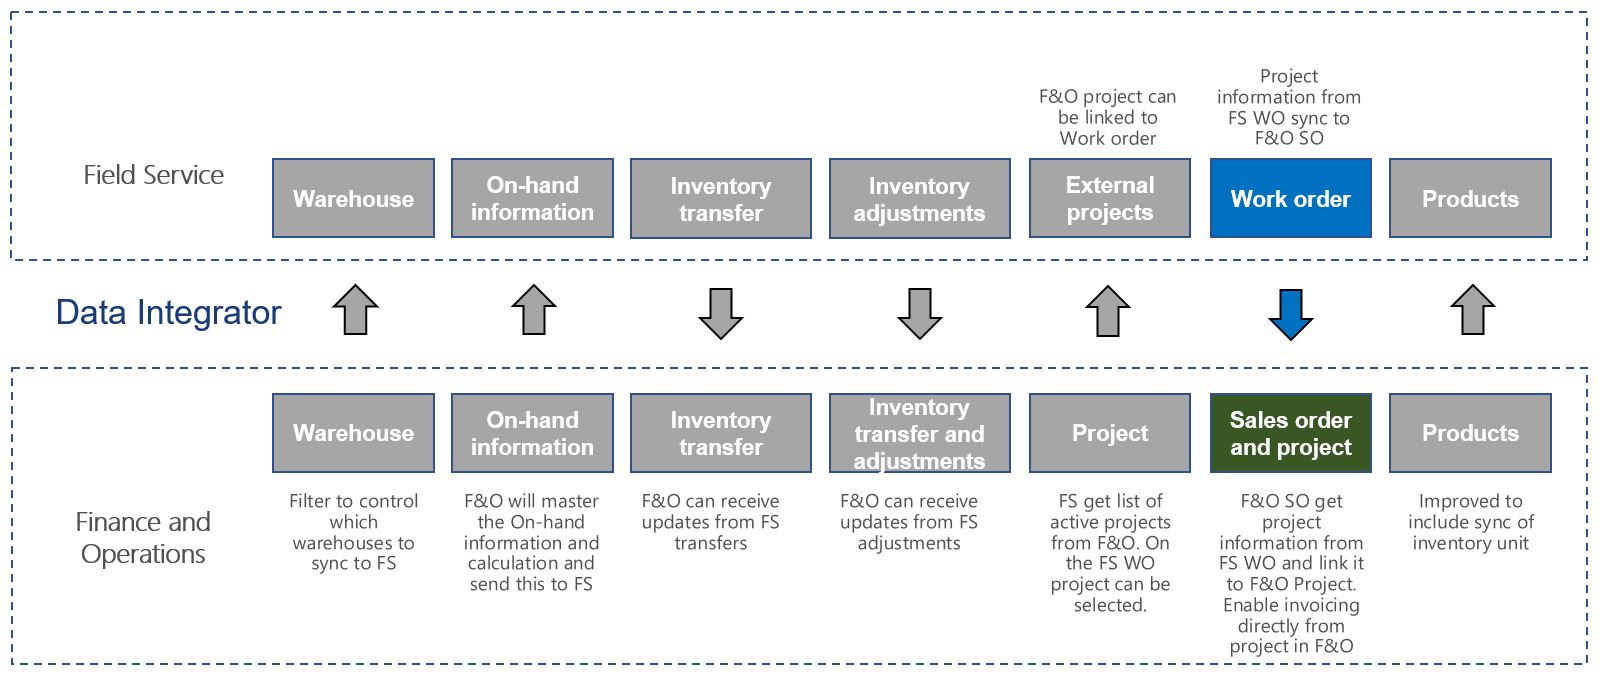 F&O project can
be linked to
Work order
Project
information from
FS WO sync to
F&O SO
Field Service
Warehouse
On-hand
information
Inventory
transfer
Inventory
adjustments
External
projects
Work order
Products
Data Integrator
Warehouse
On-hand
information
Inventory
transfer
Inventory
transfer and
adjustments
Project
Sales order
and project
Products
Finance and
Operations
Filter to control
which
warehouses to
sync to FS
F&O will master
the On-hand
information and
calculation and
send this to FS
F&O can receive
updates from FS
transfers
F&O can receive
updates from FS
adjustments
FS get list of
active projects
from F&O. On
the FS WO
project can be
selected.
F&O SO get
project
information from
FS WO and link it
to F&O Project.
Enable invoicing
directly from
project in F&O
Improved to
include sync of
inventory unit